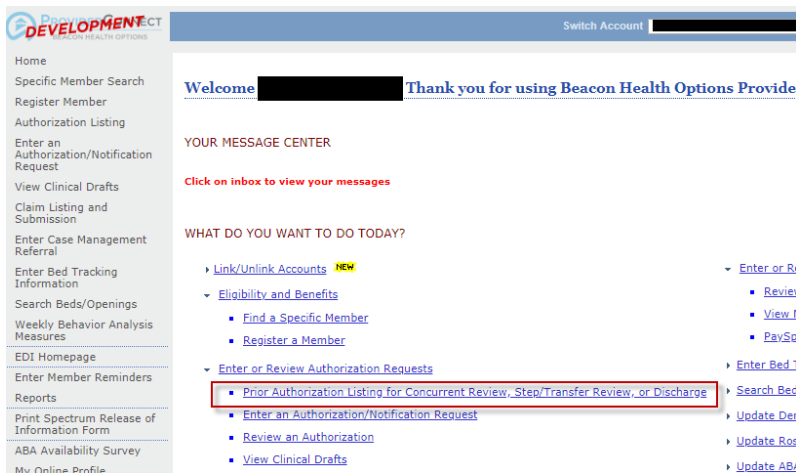 DEVELOPMENT
BEACON HEALTH OPTIONS
Switch Account
Home
Specific Member Search
Register Member
Authorization Listing
Enter an
Authorization/Notification
Request
View Clinical Drafts
Claim Listing and
Submission
Enter Case Management
Referral
Enter Bed Tracking
Information
Search Beds/Openings
Weekly Behavior Analysis
Measures
EDI Homepage
Enter Member Reminders
Reports
Print Spectrum Release of
Information Form
ABA Availability Survey
My Online Profile
Welcome Thank you for using Beacon Health Options Provide
YOUR MESSAGE CENTER
Click on inbox to view your messages
WHAT DO YOU WANT TO DO TODAY?
Link/Unlink Accounts NEW
Eligibility and Benefits
Find a Specific Member
Register a Member
Enter or Review Authorization Requests
Prior Authorization Listing for Concurrent Review, Step/Transfer Review, or Discharge
Enter an Authorization/Notification Request
Review an Authorization
View Clinical Drafts
Enter or Re
Review
View
PaySp
Enter Bed T
Search Bed
Update Der
Update Ros
Update ABA